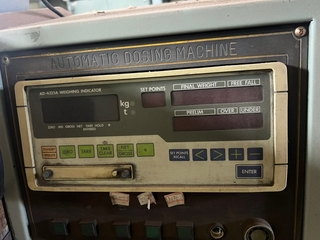 AUTOMATIC DOSING MACHINE
AD-4325A WEIGHING INDICATOR
SET POINTS
FINAL WEIGHT
FREE FALL
kg
t
PRELIM.
OVER
UNDER
ZERO
TARE
SET POINTS
RECALL
ENTER